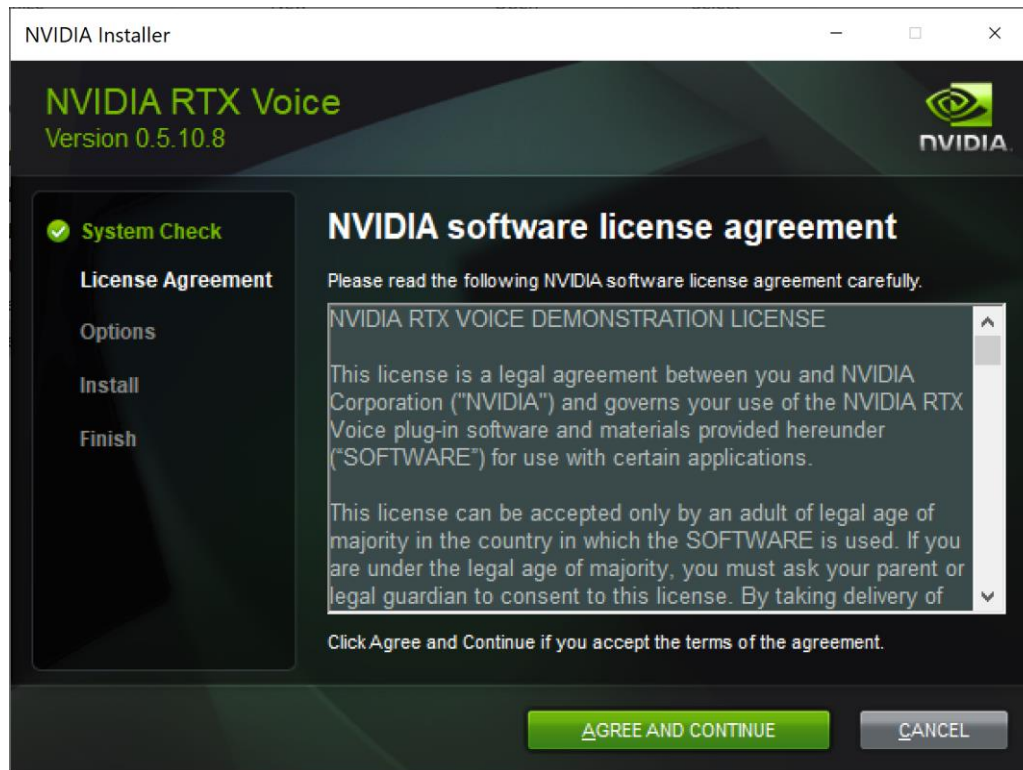 NVIDIA Installer
NVIDIA RTX Voice
Version 0.5.10.8
NVIDIA.
System Check
License Agreement
Options
Install
Finish
NVIDIA software license agreement
Please read the following NVIDIA software license agreement carefully.
NVIDIA RTX VOICE DEMONSTRATION LICENSE
This license is a legal agreement between you and NVIDIA
Corporation ("NVIDIA") and governs your use of the NVIDIA RTX
Voice plug-in software and materials provided hereunder
(“SOFTWARE”) for use with certain applications.
This license can be accepted only by an adult of legal age of
majority in the country in which the SOFTWARE is used. If you
are under the legal age of majority, you must ask your parent or
legal guardian to consent to this license. By taking delivery of
Click Agree and Continue if you accept the terms of the agreement.
AGREE AND CONTINUE
CANCEL